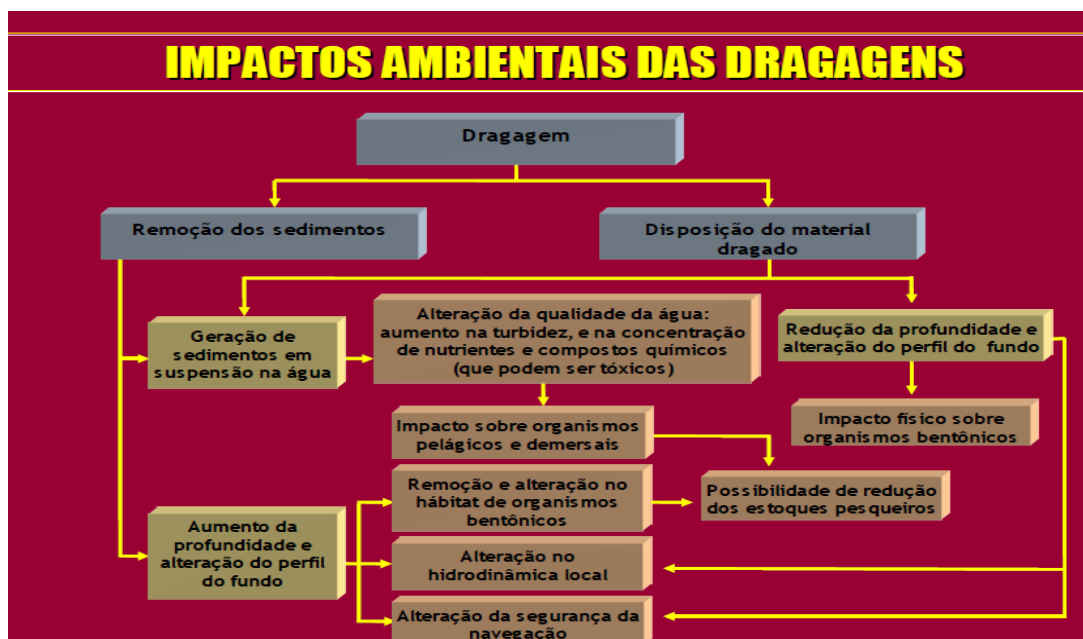 IMPACTOS AMBIENTAIS DAS DRAGAGENS
Dragagem
Remoção dos sedimentos
Disposição do material
dragado
Geração de
sedimentos em
suspensão na água
Alteração da qualidade da água:
aumento na turbidez, e na concentração
de nutrientes e compostos químicos
(que podem ser tóxicos)
Redução da profundidade e
alteração do perfil do fundo
Impacto sobre organismos
pelágicos e demersais
Impacto físico sobre
organismos bentônicos
Remoção e alteração no
hábitat de organismos
bentônicos
Possibilidade de redução
dos estoques pesqueiros
Aumento da
profundidade e
alteração do perfil
do fundo
Alteração no
hidrodinâmica local
Alteração da segurança da
navegação